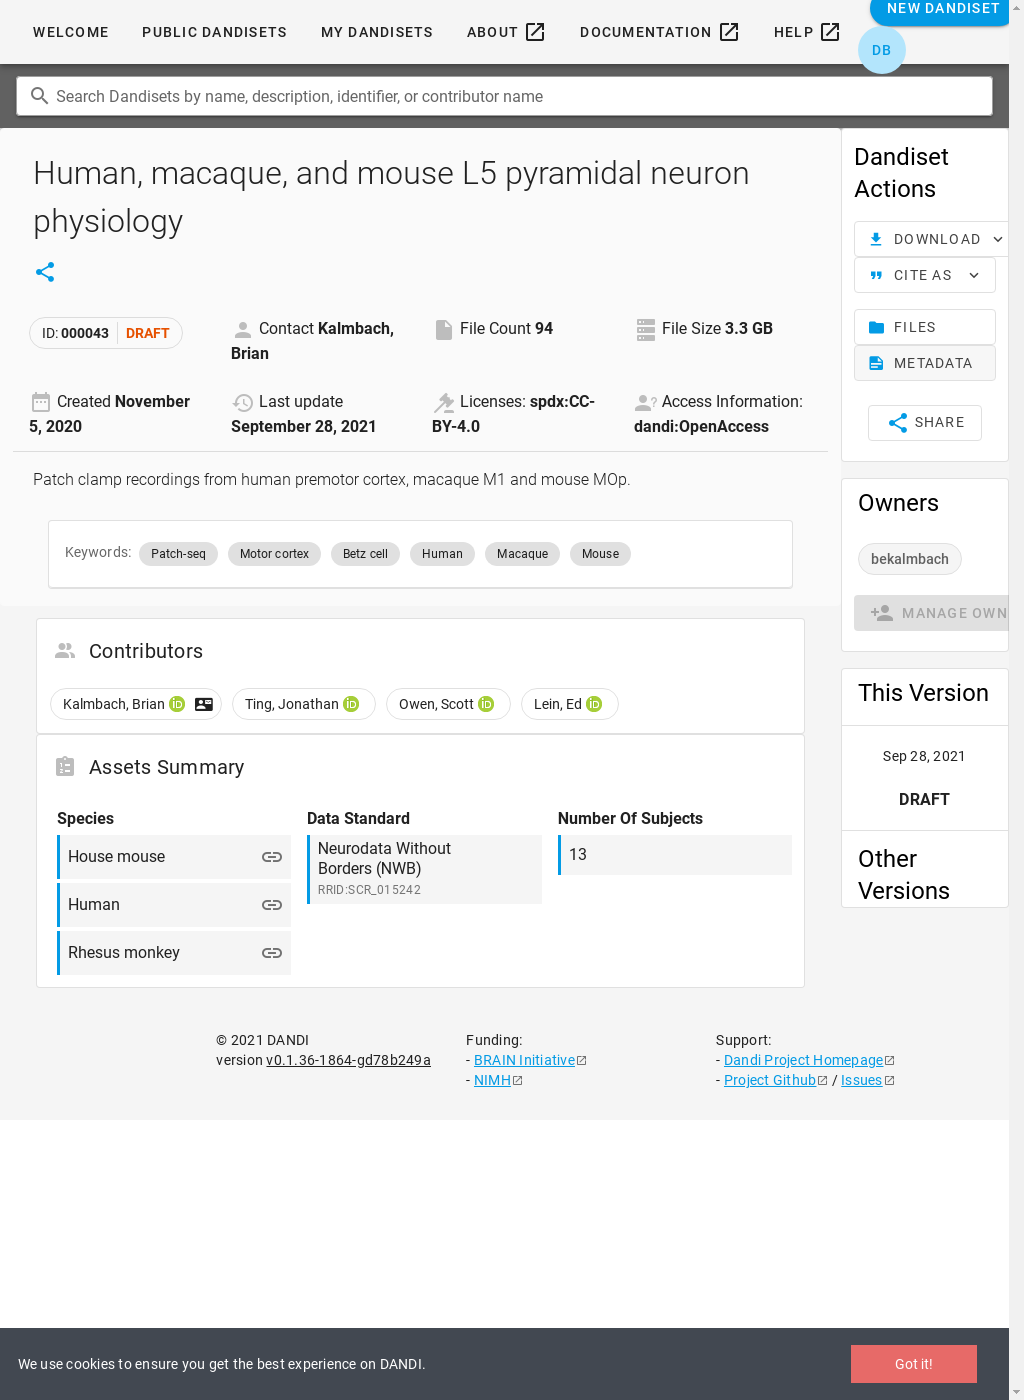 WELCOME PUBLIC DANDISETS MY DANDISETS ABOUT DOCUMENTATION HELP NEW DANDISET
DB
Search Dandisets by name, description, identifier, or contributor name
Human, macaque, and mouse L5 pyramidal neuron
physiology
ID: 000043 DRAFT
Contact Kalmbach,
Brian
File Count 94
File Size 3.3 GB
Created November
5, 2020
Last update
September 28, 2021
Licenses: spdx:CC-
BY-4.0
Access Information:
dandi:OpenAccess
Patch clamp recordings from human premotor cortex, macaque M1 and mouse MOp.
Keywords: Patch-seq Motor cortex Betz cell Human Macaque Mouse
Contributors
Kalmbach, Brian iD Ting, Jonathan iD Owen, Scott iD Lein, Ed iD
Assets Summary
Species
House mouse
Human
Rhesus monkey
Data Standard
Neurodata Without
Borders (NWB)
RRID:SCR_015242
Number Of Subjects
13
Dandiset
Actions
DOWNLOAD
CITE AS
FILES
METADATA
SHARE
Owners
bekalmbach
MANAGE OWN
This Version
Sep 28, 2021
DRAFT
Other
Versions
© 2021 DANDI
version v0.1.36-1864-gd78b249a
Funding:
- BRAIN Initiative
- NIMH
Support:
- Dandi Project Homepage
- Project Github / Issues
We use cookies to ensure you get the best experience on DANDI.
Got it!